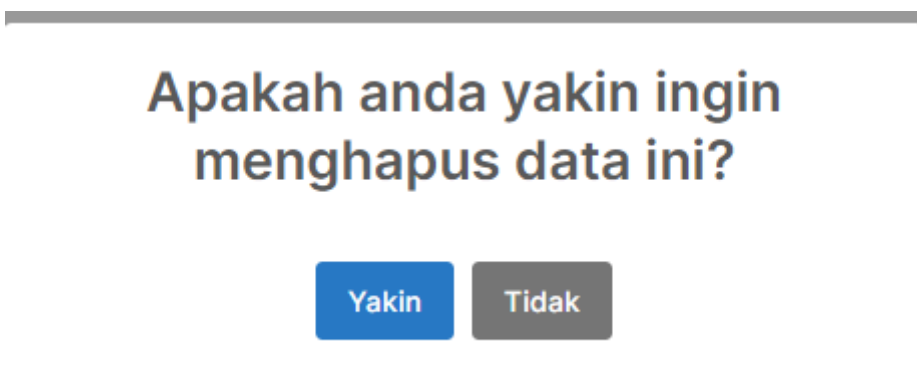 Apakah anda yakin ingin
menghapus data ini?
Yakin
Tidak